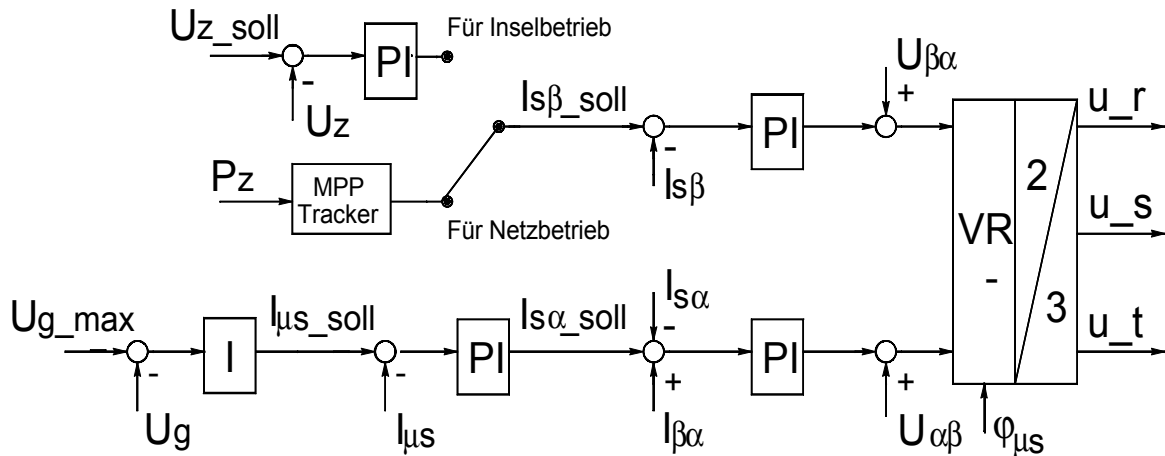 Uz_soll
PI
Für Inselbetrieb
-
Uz
Uβα
+
Isβ_soll
PI
-
Isβ
Pz
MPP
Tracker
Für Netzbetrieb
VR
-
2
3
u_r
u_s
u_t
Ug_max
-
Ug
I
Iμs_soll
-
Iμs
PI
Isα_soll
Isα
-
+
Iβα
PI
+
Uαβ
φμs